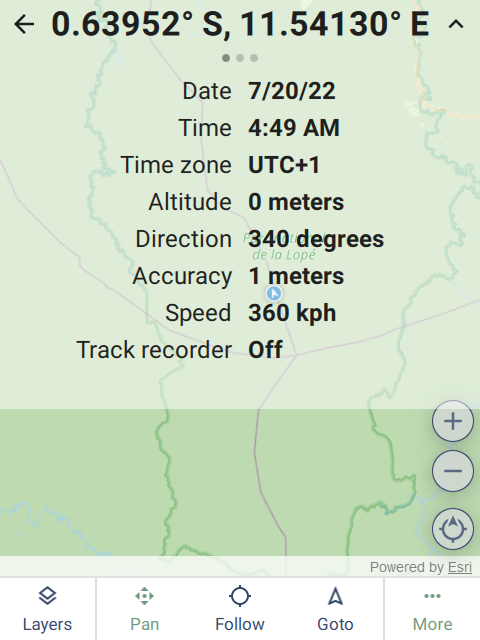 0.63952° S, 11.54130° E
Date 7/20/22
Time 4:49 AM
Time zone UTC+1
Altitude 0 meters
Direction 340 degrees
de la Lopé
Accuracy 1 meters
Speed 360 kph
Track recorder Off
Powered by Esri
Layers Pan Follow Goto More